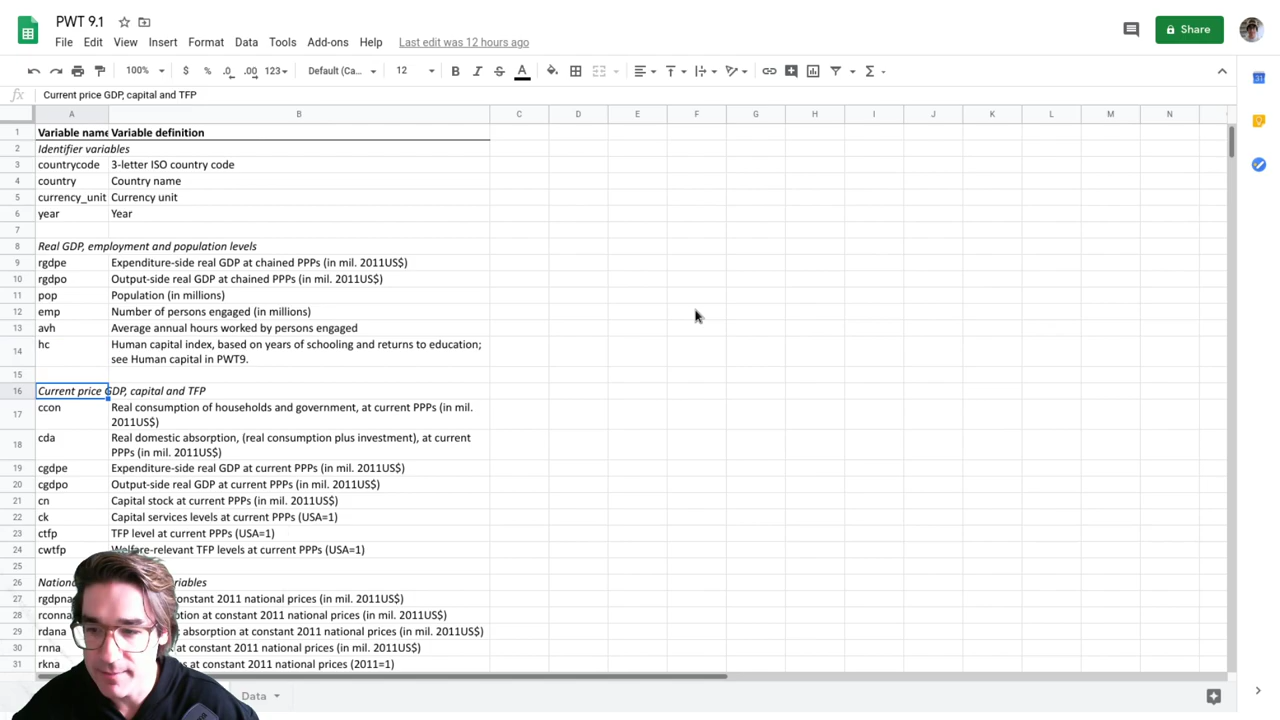 PWT 9.1
File Edit View Insert Format Data Tools Add-ons Help Last edit was 12 hours ago
Share
100% $ % .0 .00 123 Default (Ca... 12 B I S A
fx Current price GDP, capital and TFP
A B C D E F G H I J K L M N
1 Variable name Variable definition
2 Identifier variables
3 countrycode 3-letter ISO country code
4 country Country name
5 currency_unit Currency unit
6 year Year
7
8 Real GDP, employment and population levels
9 rgdpe Expenditure-side real GDP at chained PPPs (in mil. 2011US$)
10 rgdpo Output-side real GDP at chained PPPs (in mil. 2011US$)
11 pop Population (in millions)
12 emp Number of persons engaged (in millions)
13 avh Average annual hours worked by persons engaged
14 hc Human capital index, based on years of schooling and returns to education;
see Human capital in PWT9.
15
16 Current price GDP, capital and TFP
17 ccon Real consumption of households and government, at current PPPs (in mil.
2011US$)
18 cda Real domestic absorption, (real consumption plus investment), at current
PPPs (in mil. 2011US$)
19 cgdpe Expenditure-side real GDP at current PPPs (in mil. 2011US$)
20 cgdpo Output-side real GDP at current PPPs (in mil. 2011US$)
21 cn Capital stock at current PPPs (in mil. 2011US$)
22 ck Capital services levels at current PPPs (USA=1)
23 ctfp TFP level at current PPPs (USA=1)
24 cwtfp Welfare-relevant TFP levels at current PPPs (USA=1)
25
26
27 rgdpna constant 2011 national prices (in mil. 2011US$)
28 rconna at constant 2011 national prices (in mil. 2011US$)
29 rdana absorption at constant 2011 national prices (in mil. 2011US$)
30 rnna at constant 2011 national prices (in mil. 2011US$)
31 rkna at constant 2011 national prices (2011=1)
Data